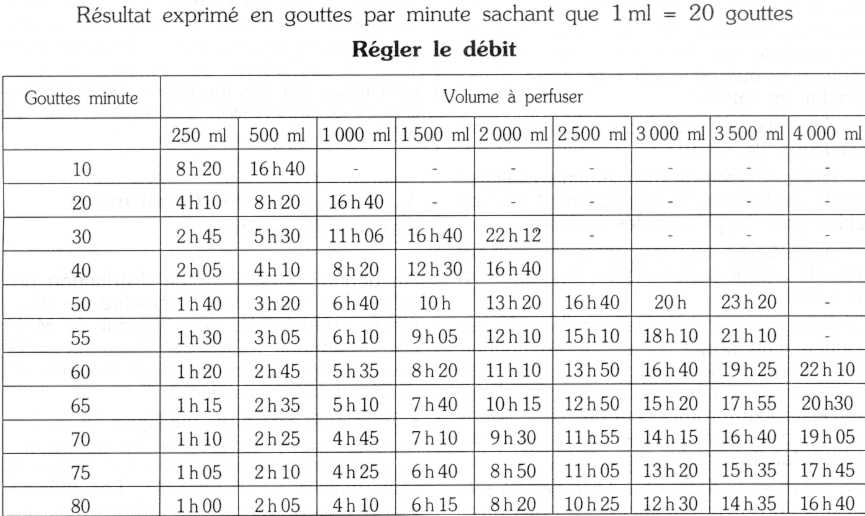 Résultat exprimé en gouttes par minute sachant que 1 ml = 20 gouttes
Régler le débit
Gouttes minute Volume à perfuser
250 ml 500 ml 1 000 ml 1 500 ml 2 000 ml 2 500 ml 3 000 ml 3 500 ml 4 000 ml
10 8 h 20 16 h 40 - - - - - - -
20 4 h 10 8 h 20 16 h 40 - - - - - -
30 2 h 45 5 h 30 11 h 06 16 h 40 22 h 12 - - - -
40 2 h 05 4 h 10 8 h 20 12 h 30 16 h 40
50 1 h 40 3 h 20 6 h 40 10 h 13 h 20 16 h 40 20 h 23 h 20 -
55 1 h 30 3 h 05 6 h 10 9 h 05 12 h 10 15 h 10 18 h 10 21 h 10 -
60 1 h 20 2 h 45 5 h 35 8 h 20 11 h 10 13 h 50 16 h 40 19 h 25 22 h 10
65 1 h 15 2 h 35 5 h 10 7 h 40 10 h 15 12 h 50 15 h 20 17 h 55 20 h30
70 1 h 10 2 h 25 4 h 45 7 h 10 9 h 30 11 h 55 14 h 15 16 h 40 19 h 05
75 1 h 05 2 h 10 4 h 25 6 h 40 8 h 50 11 h 05 13 h 20 15 h 35 17 h 45
80 1 h 00 2 h 05 4 h 10 6 h 15 8 h 20 10 h 25 12 h 30 14 h 35 16 h 40